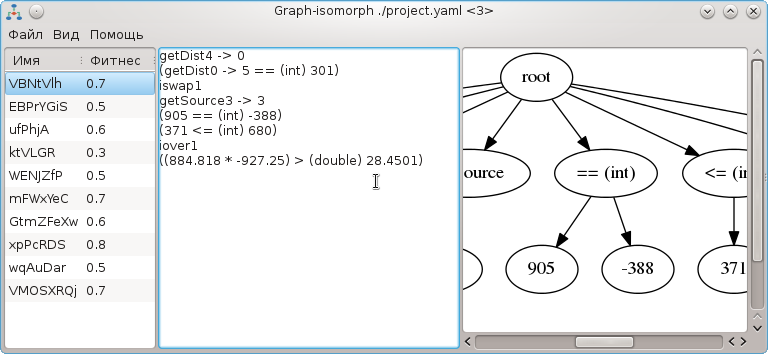 Graph-isomorph ./project.yaml <3>
Файл Вид Помощь
Имя Фитнес
VBNtVlh 0.7
EBPrYGiS 0.5
ufPhjA 0.6
ktVLGR 0.3
WENJZfP 0.5
mFWxYeC 0.7
GtmZFeXw 0.6
xpPcRDS 0.8
wqAuDar 0.5
VMOSXRQj 0.7
getDist4 -> 0
(getDist0 -> 5 == (int) 301)
iswap1
getSource3 -> 3
(905 == (int) -388)
(371 <= (int) 680)
iover1
((884.818 * -927.25) > (double) 28.4501)
root
ource == (int) <= (in
905 -388 371